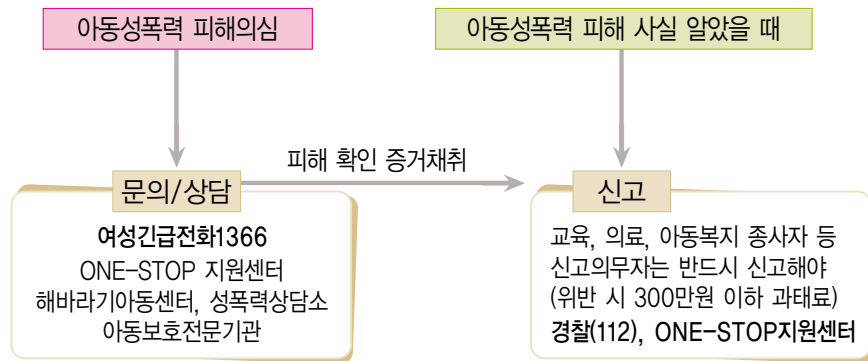 아동성폭력 피해의심
아동성폭력 피해 사실 알았을 때
피해 확인 증거채취
문의/상담
여성긴급전화1366
ONE-STOP 지원센터
해바라기아동센터, 성폭력상담소
아동보호전문기관
신고
교육, 의료, 아동복지 종사자 등
신고의무자는 반드시 신고해야
(위반 시 300만원 이하 과태료)
경찰(112), ONE-STOP지원센터